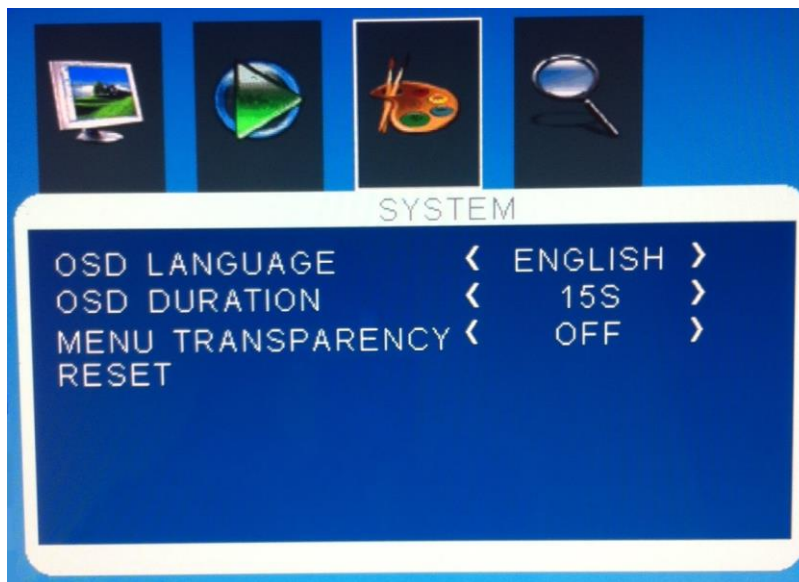 SYSTEM
OSD LANGUAGE ‹ ENGLISH ›
OSD DURATION ‹ 15S ›
MENU TRANSPARENCY ‹ OFF ›
RESET